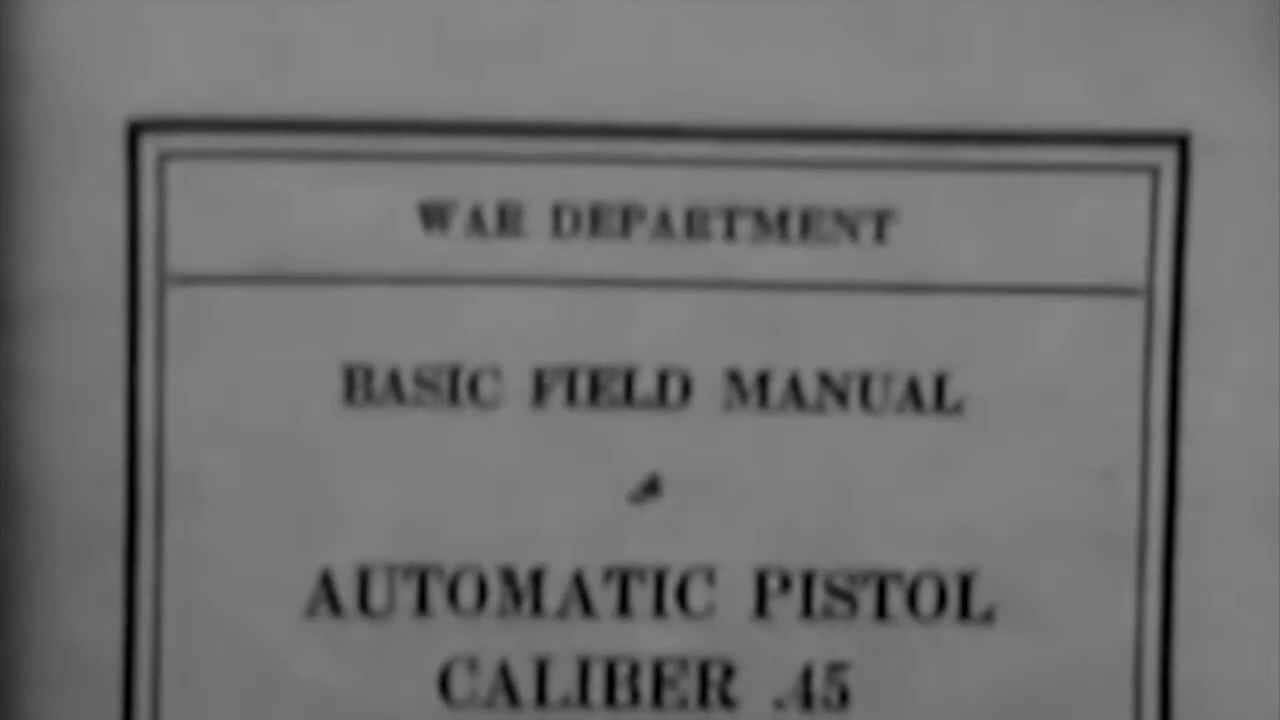 WAR DEPARTMENT
BASIC FIELD MANUAL
AUTOMATIC PISTOL
CALIBER .45